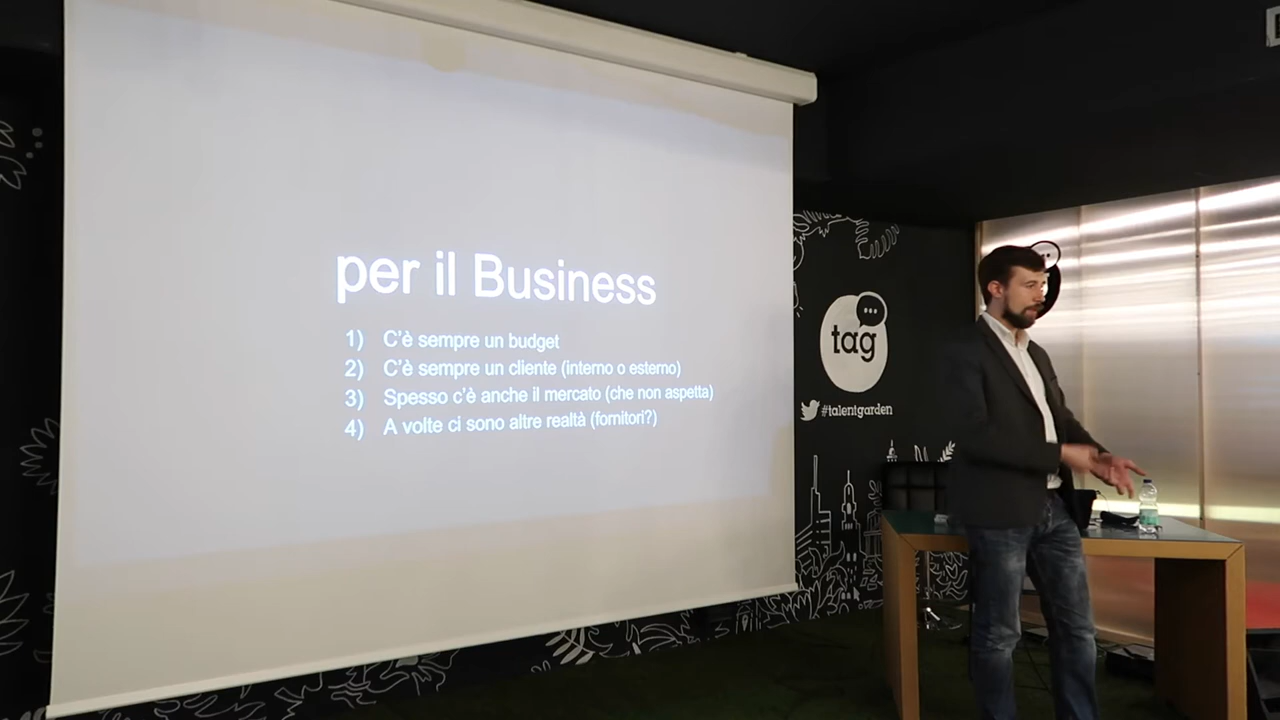 per il Business
1) C'è sempre un budget
2) C'è sempre un cliente (interno o esterno)
3) Spesso c'è anche il mercato (che non aspetta)
4) A volte ci sono altre realtà (fornitori?)
tag
#talentgarden